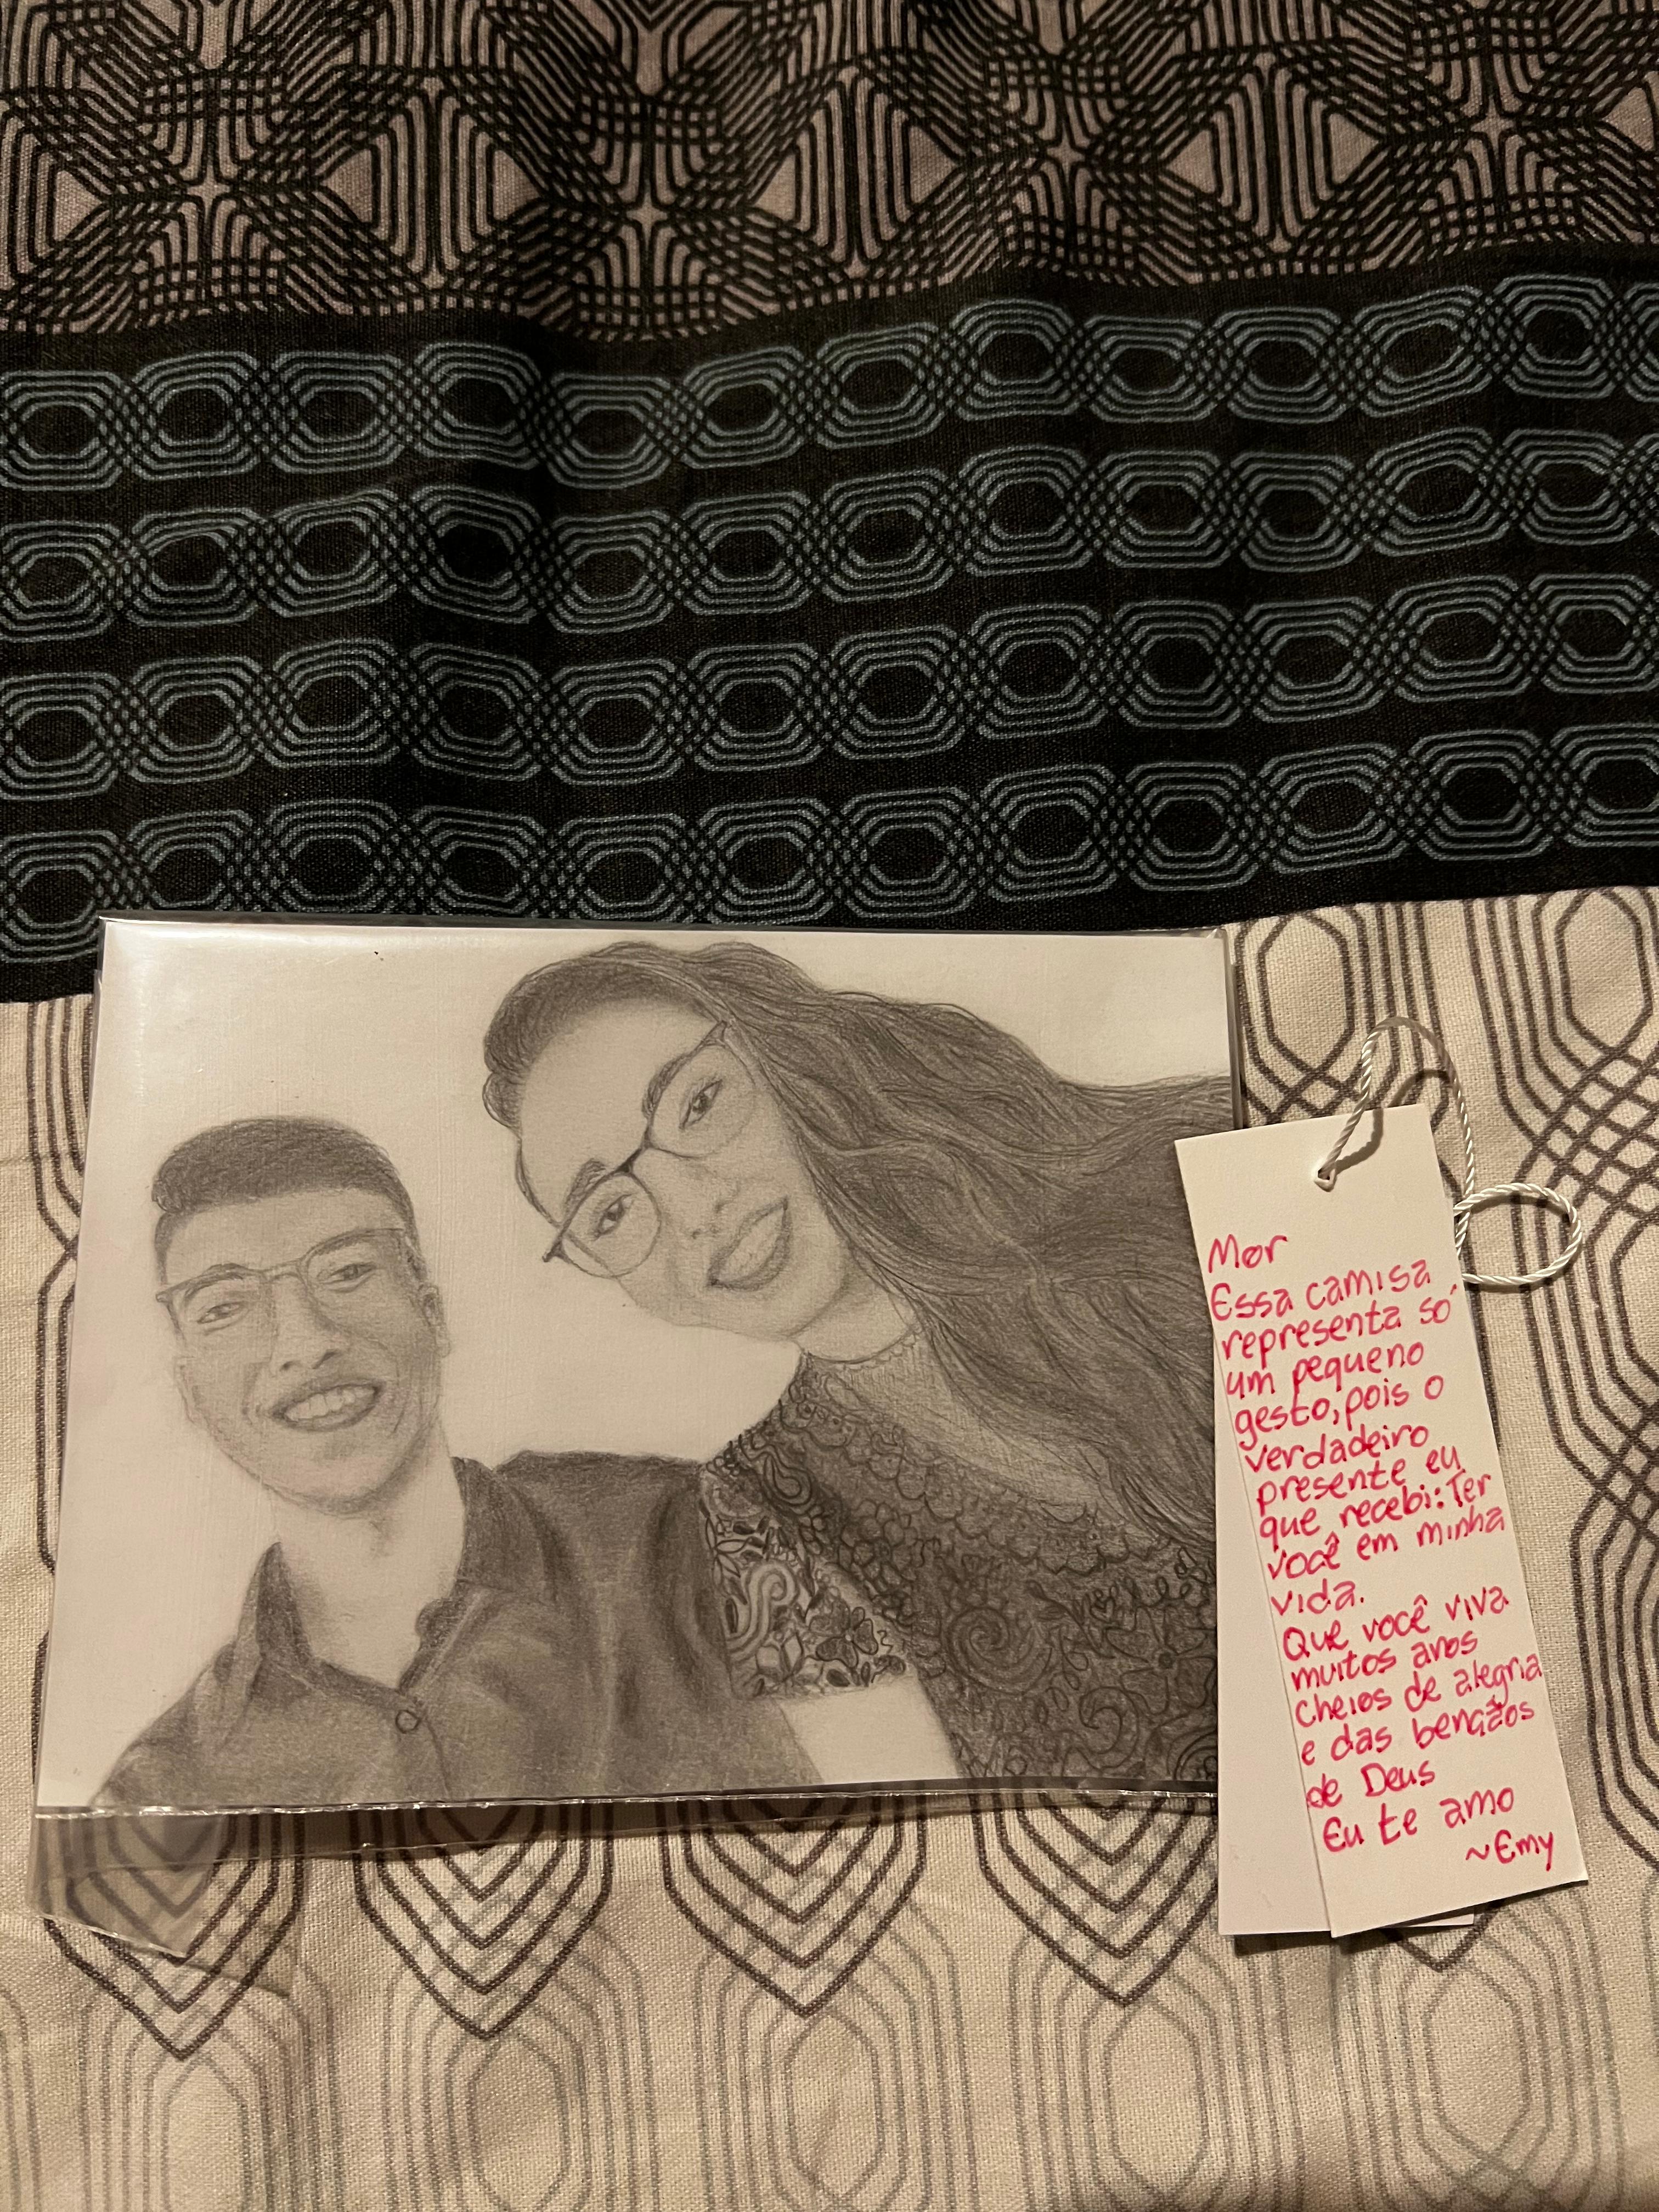 Mor
Essa camisa
representa só
um pequeno
gesto, pois o
verdadeiro
presente eu
que recebi: Ter
você em minha
vida.
Que você viva
muitos anos
cheios de alegria
e das bençãos
de Deus
Eu te amo
~Emy